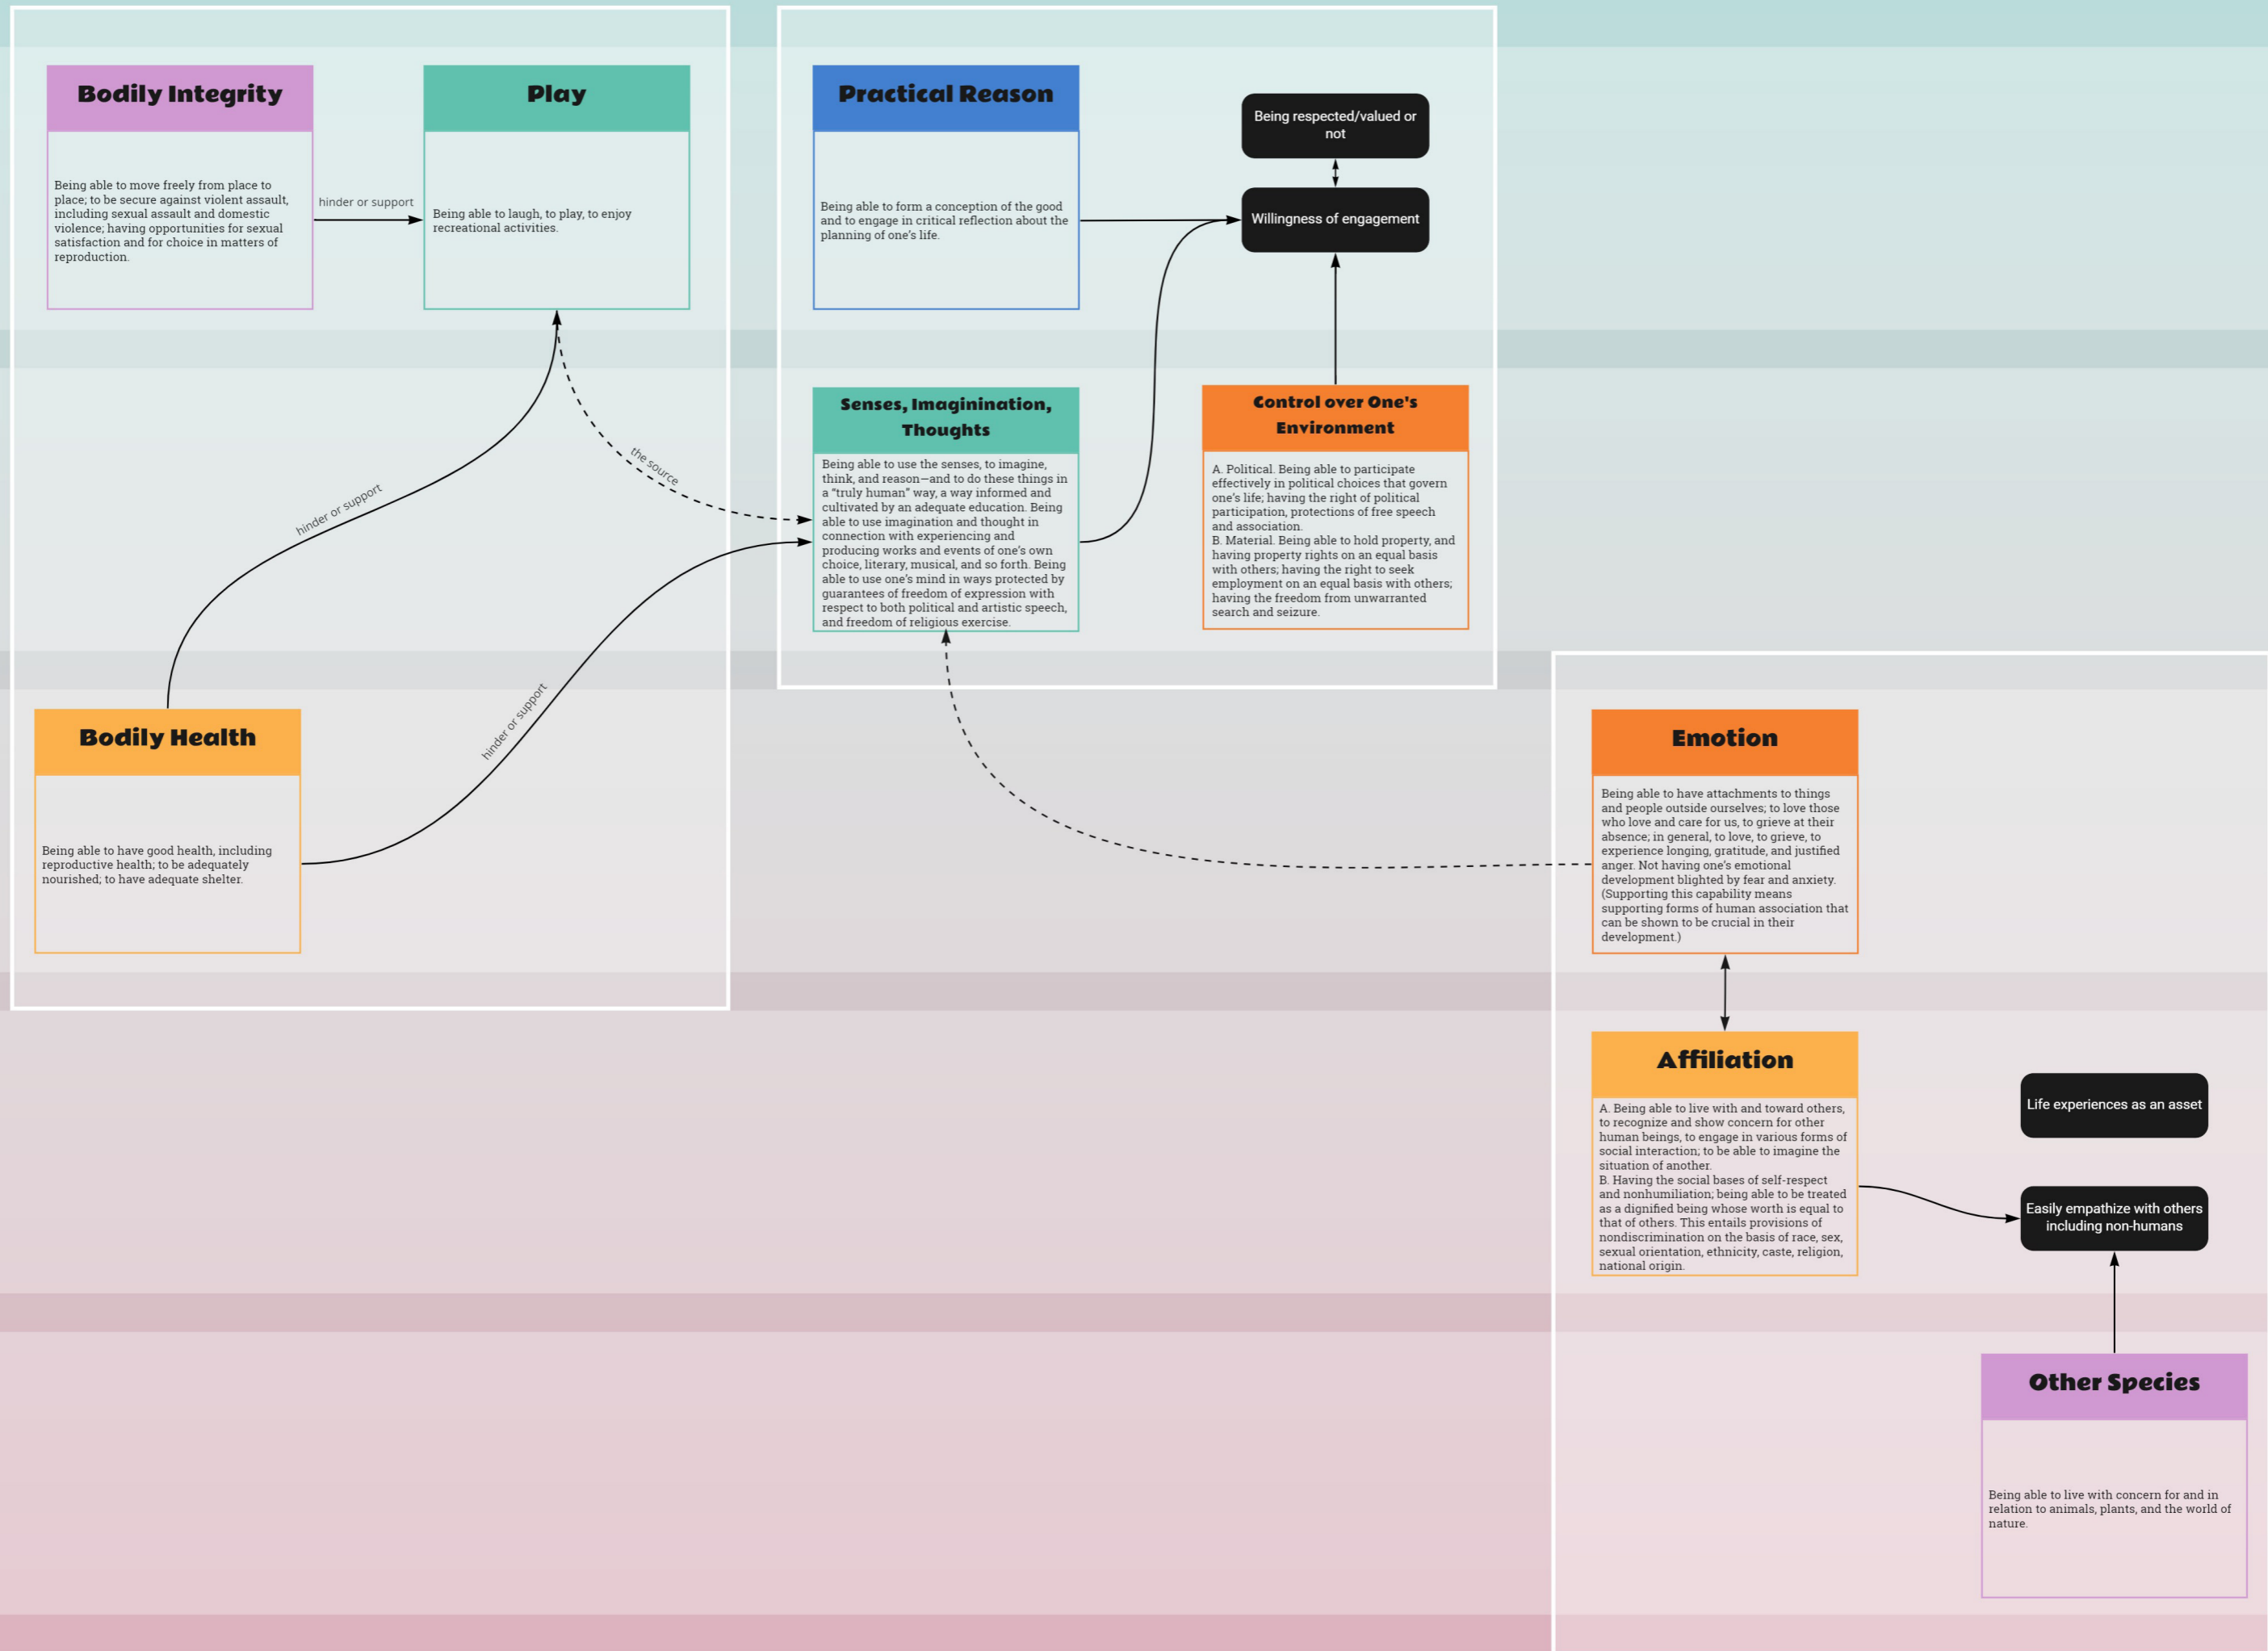 Bodily Integrity
Being able to move freely from place to
place; to be secure against violent assault,
including sexual assault and domestic
violence; having opportunities for sexual
satisfaction and for choice in matters of
reproduction.
hinder or support
Play
Being able to laugh, to play, to enjoy
recreational activities.
hinder or support
the source
hinder or support
Bodily Health
Being able to have good health, including
reproductive health; to be adequately
nourished; to have adequate shelter.
Practical Reason
Being able to form a conception of the good
and to engage in critical reflection about the
planning of one's life.
Being respected/valued or
not
Willingness of engagement
Senses, Imaginination,
Thoughts
Being able to use the senses, to imagine,
think, and reason—and to do these things in
a “truly human” way, a way informed and
cultivated by an adequate education. Being
able to use imagination and thought in
connection with experiencing and
producing works and events of one's own
choice, literary, musical, and so forth. Being
able to use one's mind in ways protected by
guarantees of freedom of expression with
respect to both political and artistic speech,
and freedom of religious exercise.
Control over One's
Environment
A. Political. Being able to participate
effectively in political choices that govern
one's life; having the right of political
participation, protections of free speech
and association.
B. Material. Being able to hold property, and
having property rights on an equal basis
with others; having the right to seek
employment on an equal basis with others;
having the freedom from unwarranted
search and seizure.
Emotion
Being able to have attachments to things
and people outside ourselves; to love those
who love and care for us, to grieve at their
absence; in general, to love, to grieve, to
experience longing, gratitude, and justified
anger. Not having one's emotional
development blighted by fear and anxiety.
(Supporting this capability means
supporting forms of human association that
can be shown to be crucial in their
development.)
Affiliation
A. Being able to live with and toward others,
to recognize and show concern for other
human beings, to engage in various forms of
social interaction; to be able to imagine the
situation of another.
B. Having the social bases of self-respect
and nonhumiliation; being able to be treated
as a dignified being whose worth is equal to
that of others. This entails provisions of
nondiscrimination on the basis of race, sex,
sexual orientation, ethnicity, caste, religion,
national origin.
Life experiences as an asset
Easily empathize with others
including non-humans
Other Species
Being able to live with concern for and in
relation to animals, plants, and the world of
nature.